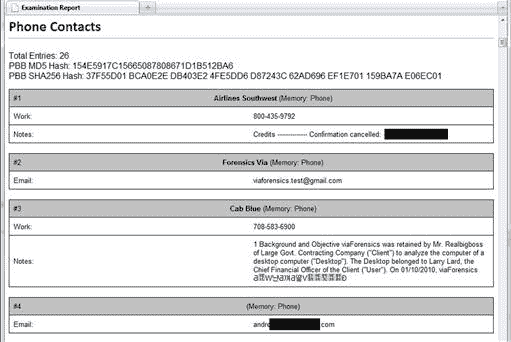 Examination Report
Phone Contacts
Total Entries: 26
PBB MD5 Hash: 154E5917C15665087808671D1B512BA6
PBB SHA256 Hash: 37F55D01 BCA0E2E DB403E2 4FE5DD6 D87243C 62AD696 EF1E701 159BA7A E06EC01
#1 Airlines Southwest (Memory: Phone)
Work: 800-435-9792
Notes: Credits -------------- Confirmation cancelled:
#2 Forensics Via (Memory: Phone)
Email: viaforensics.test@gmail.com
#3 Cab Blue (Memory: Phone)
Work: 708-583-6900
Notes:
1 Background and Objective viaForensics was retained by Mr. Realbigboss
of Large Govt. Contracting Company ("Client") to analyze the computer of a
desktop computer ("Desktop"). The Desktop belonged to Larry Lard, the
Chief Financial Officer of the Client ("User"). On 01/10/2010, viaForensics
#4 (Memory: Phone)
Email: andro com